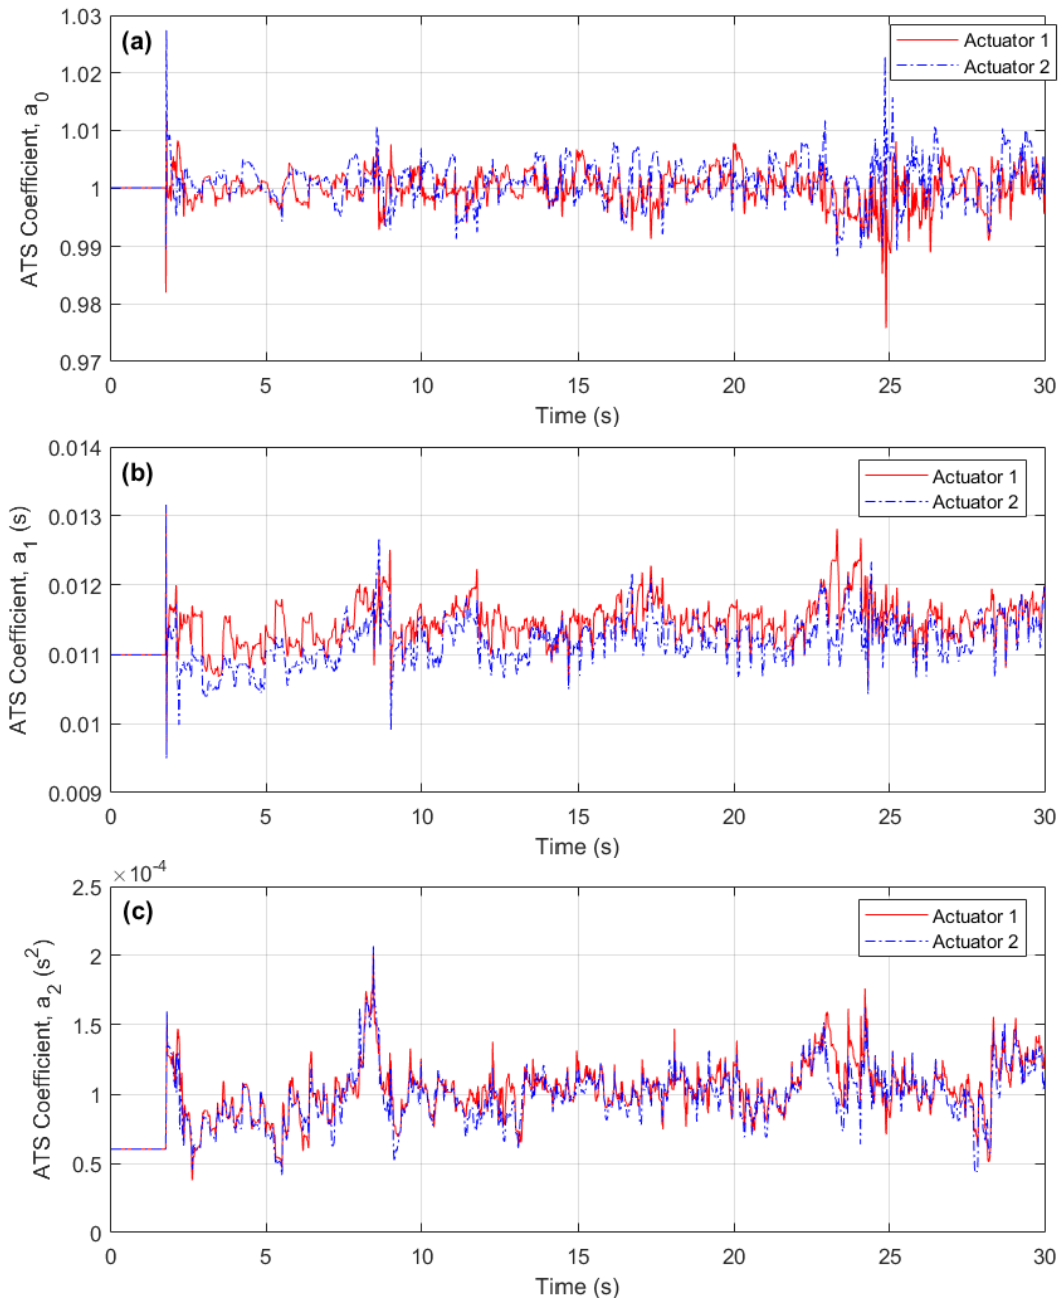 (a)
ATS Coefficient, a₀
1.03
1.02
1.01
1
0.99
0.98
0.97
Actuator 1
Actuator 2
0 5 10 15 20 25 30
Time (s)
(b)
ATS Coefficient, a₁ (s)
0.014
0.013
0.012
0.011
0.01
0.009
Actuator 1
Actuator 2
0 5 10 15 20 25 30
Time (s)
×10⁻⁴
(c)
ATS Coefficient, a₂ (s²)
2.5
2
1.5
1
0.5
0
Actuator 1
Actuator 2
0 5 10 15 20 25 30
Time (s)